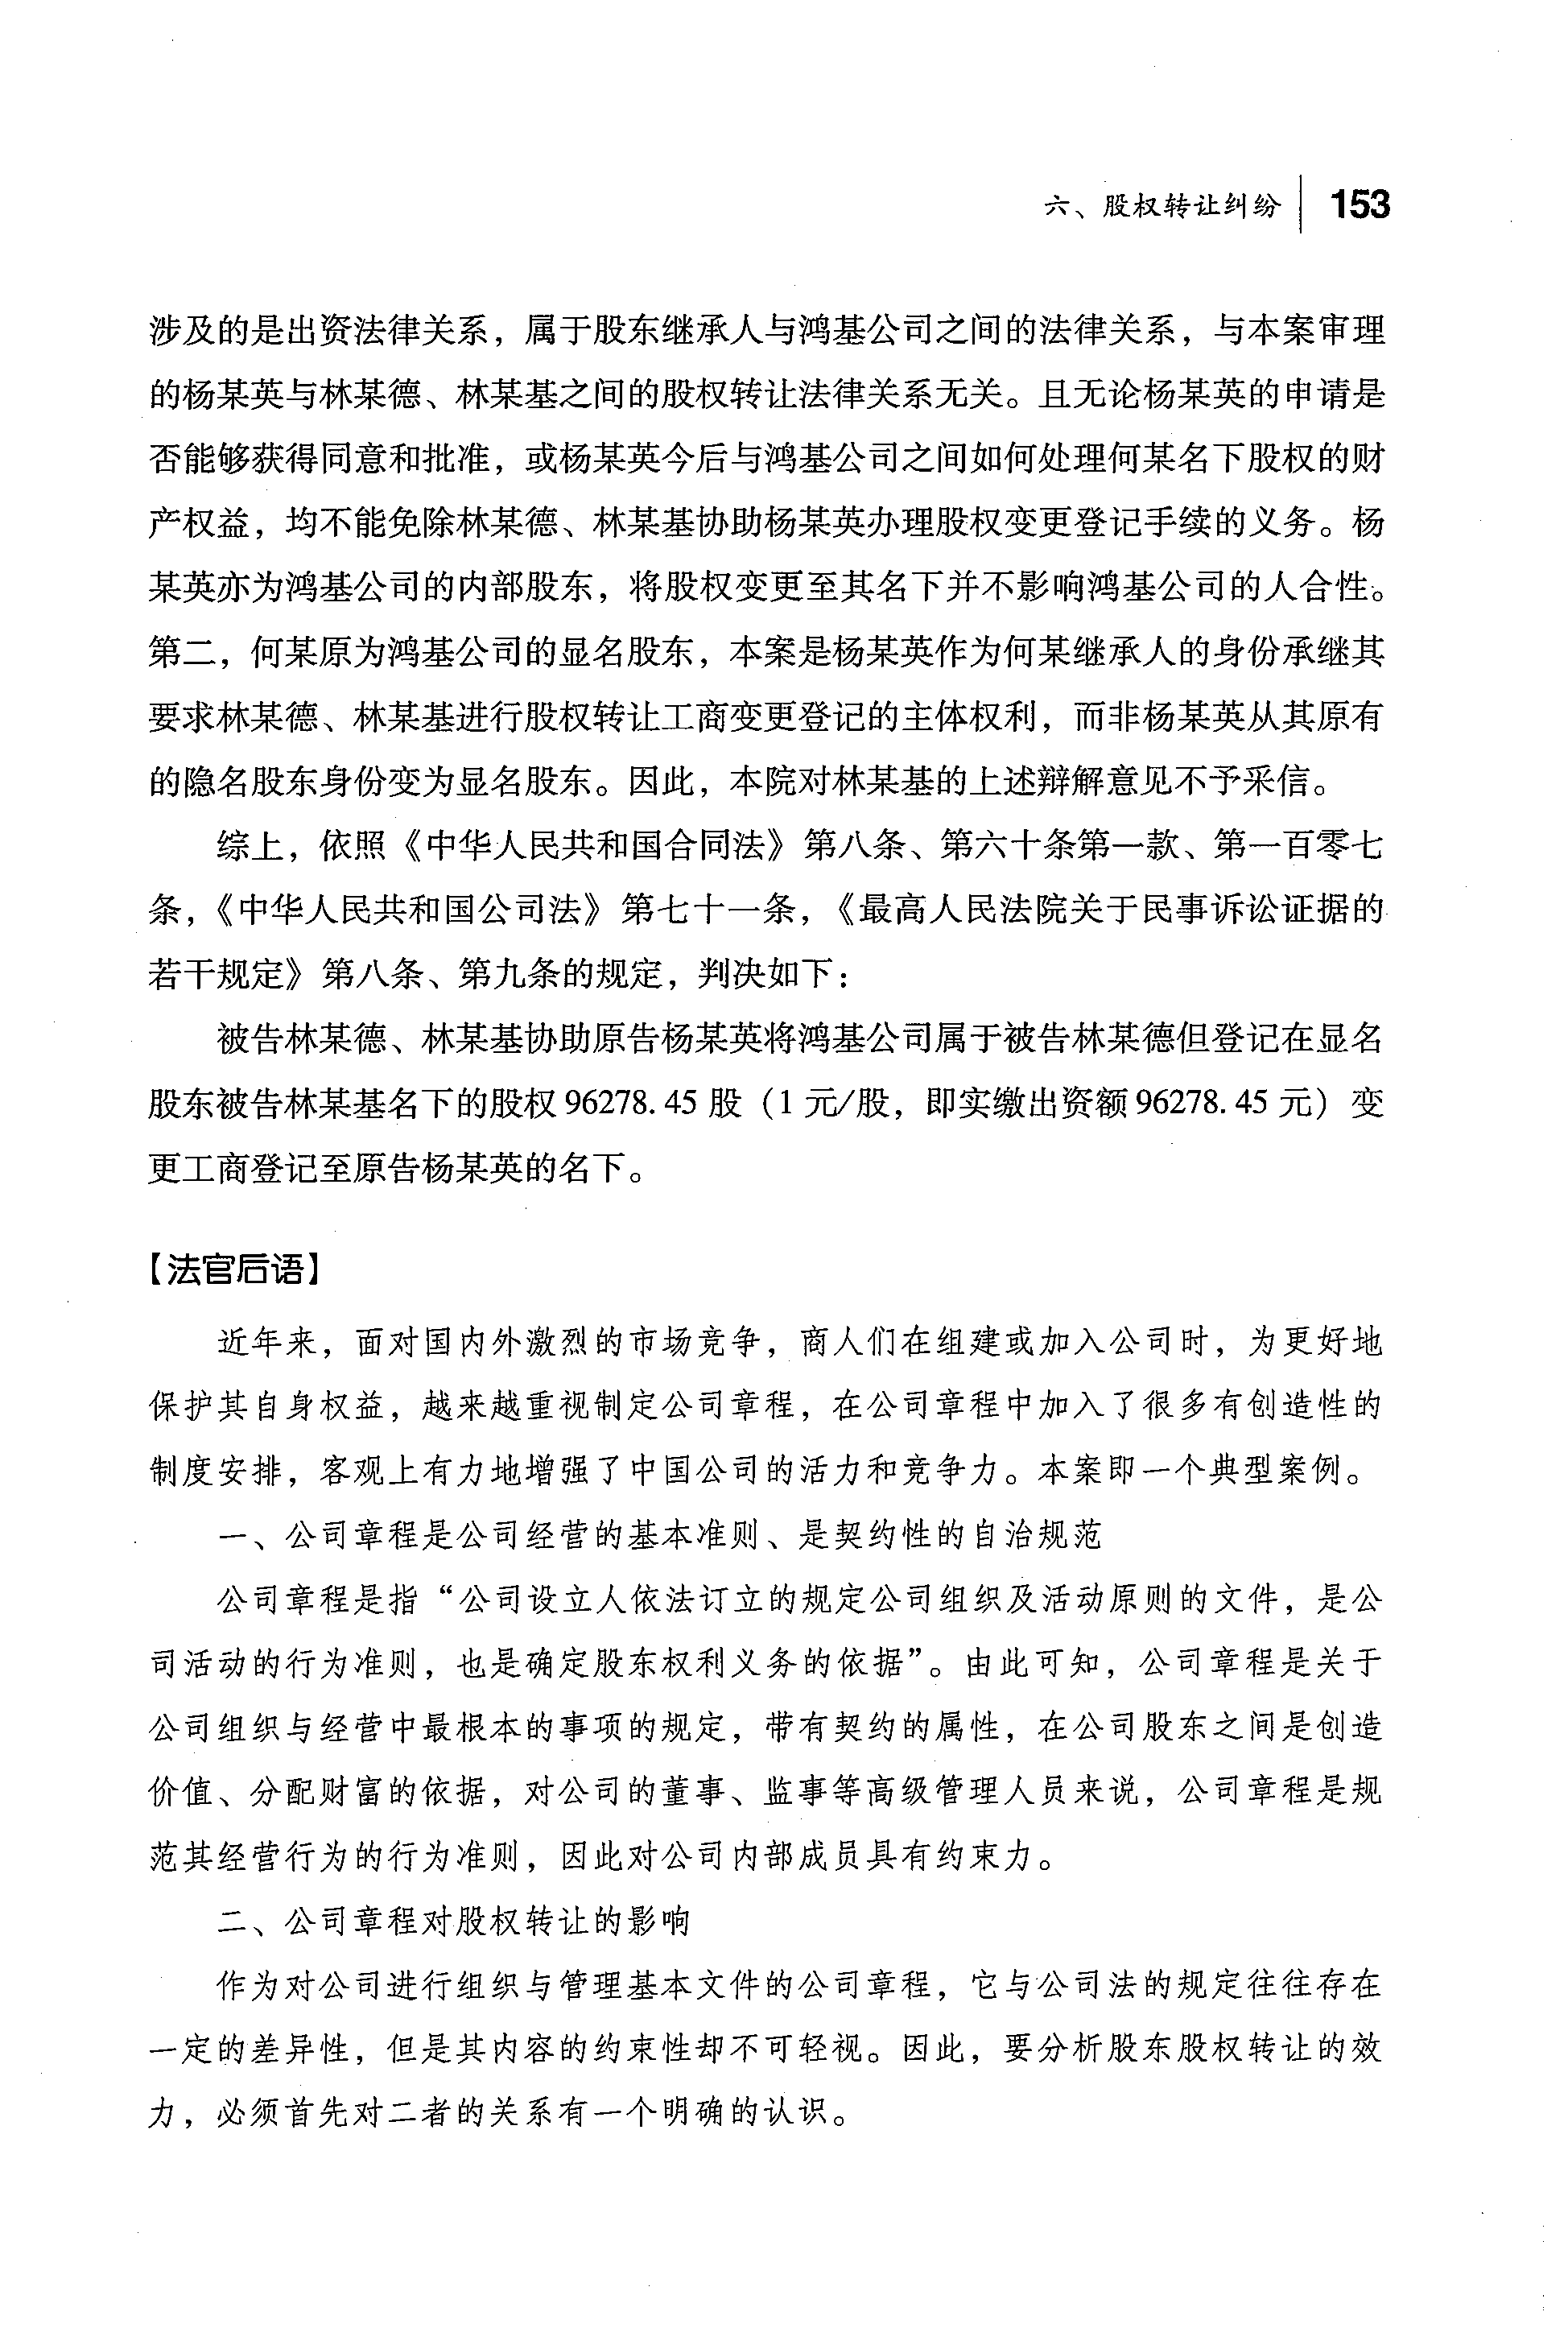 六、股权转让纠纷 153
涉及的是出资法律关系，属于股东继承人与鸿基公司之间的法律关系，与本案审理
的杨某英与林某德、林某基之间的股权转让法律关系无关。且无论杨某英的申请是
否能够获得同意和批准，或杨某英今后与鸿基公司之间如何处理何某名下股权的财
产权益，均不能免除林某德、林某基协助杨某英办理股权变更登记手续的义务。杨
某英亦为鸿基公司的内部股东，将股权变更至其名下并不影响鸿基公司的人合性。
第二，何某原为鸿基公司的显名股东，本案是杨某英作为何某继承人的身份承继其
要求林某德、林某基进行股权转让工商变更登记的主体权利，而非杨某英从其原有
的隐名股东身份变为显名股东。因此，本院对林某基的上述辩解意见不予采信。
综上，依照《中华人民共和国合同法》第八条、第六十条第一款、第一百零七
条，《中华人民共和国公司法》第七十一条，《最高人民法院关于民事诉讼证据的
若干规定》第八条、第九条的规定，判决如下：
被告林某德、林某基协助原告杨某英将鸿基公司属于被告林某德但登记在显名
股东被告林某基名下的股权96278.45股（1元/股，即实缴出资额96278.45元）变
更工商登记至原告杨某英的名下。
【法官后语】
近年来，面对国内外激烈的市场竞争，商人们在组建或加入公司时，为更好地
保护其自身权益，越来越重视制定公司章程，在公司章程中加入了很多有创造性的
制度安排，客观上有力地增强了中国公司的活力和竞争力。本案即一个典型案例。
一、公司章程是公司经营的基本准则、是契约性的自治规范
公司章程是指“公司设立人依法订立的规定公司组织及活动原则的文件，是公
司活动的行为准则，也是确定股东权利义务的依据”。由此可知，公司章程是关于
公司组织与经营中最根本的事项的规定，带有契约的属性，在公司股东之间是创造
价值、分配财富的依据，对公司的董事、监事等高级管理人员来说，公司章程是规
范其经营行为的行为准则，因此对公司内部成员具有约束力。
二、公司章程对股权转让的影响
作为对公司进行组织与管理基本文件的公司章程，它与公司法的规定往往存在
一定的差异性，但是其内容的约束性却不可轻视。因此，要分析股东股权转让的效
力，必须首先对二者的关系有一个明确的认识。